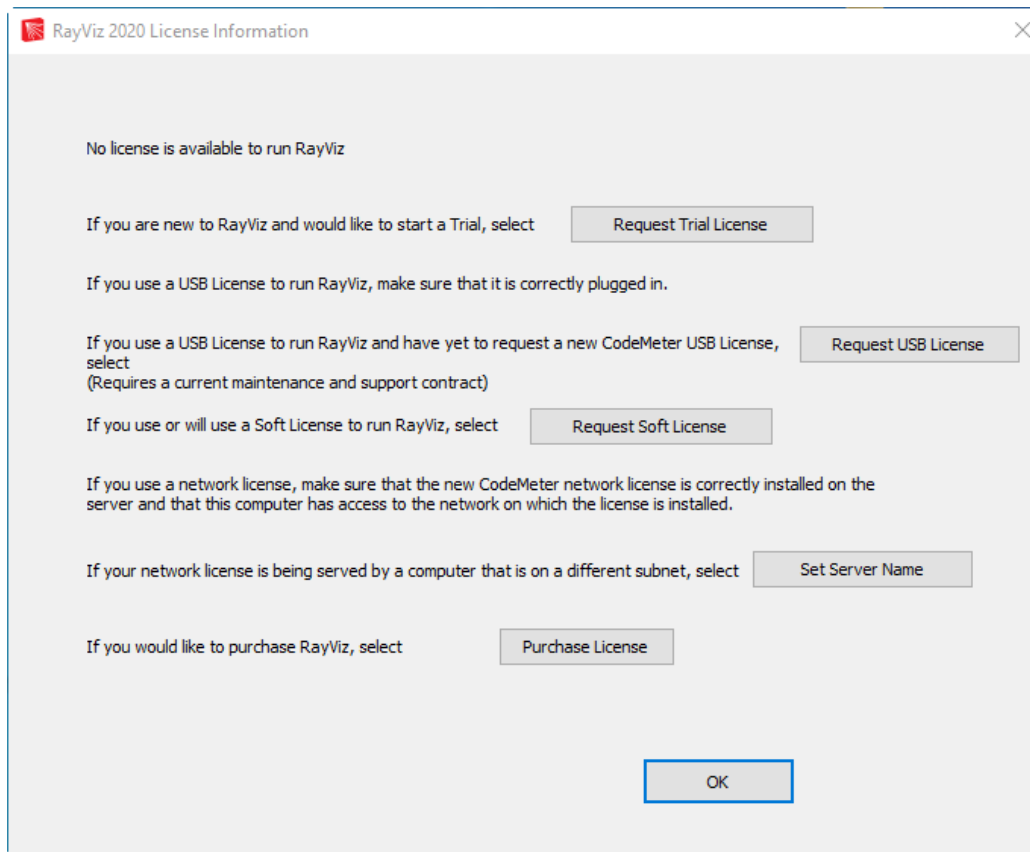 RayViz 2020 License Information
No license is available to run RayViz
If you are new to RayViz and would like to start a Trial, select
Request Trial License
If you use a USB License to run RayViz, make sure that it is correctly plugged in.
If you use a USB License to run RayViz and have yet to request a new CodeMeter USB License,
select
(Requires a current maintenance and support contract)
Request USB License
If you use or will use a Soft License to run RayViz, select
Request Soft License
If you use a network license, make sure that the new CodeMeter network license is correctly installed on the
server and that this computer has access to the network on which the license is installed.
If your network license is being served by a computer that is on a different subnet, select
Set Server Name
If you would like to purchase RayViz, select
Purchase License
OK